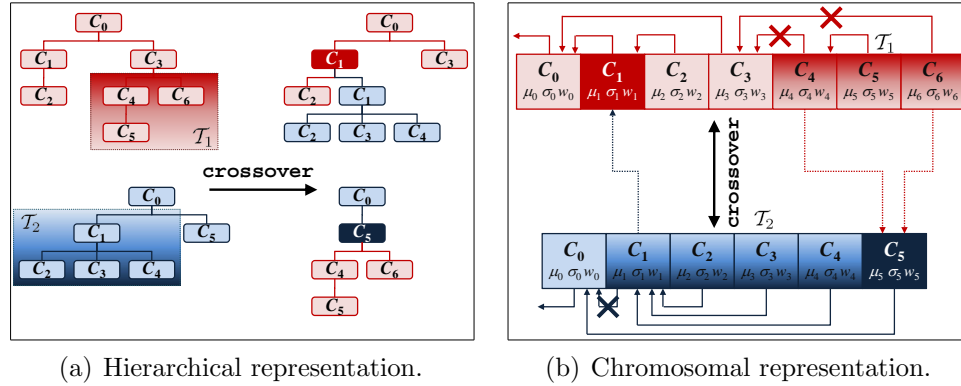 C₀
C₁ C₃
C₂ C₄ C₆
C₅
𝒯₁
C₀
C₁ C₃
C₂ C₁
C₂ C₃ C₄
crossover
C₀
𝒯₂
C₁ C₅
C₂ C₃ C₄
C₀
C₅
C₄ C₆
C₅
(a) Hierarchical representation.
𝒯₁
C₀ C₁ C₂ C₃ C₄ C₅ C₆
μ₀ σ₀ w₀ μ₁ σ₁ w₁ μ₂ σ₂ w₂ μ₃ σ₃ w₃ μ₄ σ₄ w₄ μ₅ σ₅ w₅ μ₆ σ₆ w₆
crossover
𝒯₂
C₀ C₁ C₂ C₃ C₄ C₅
μ₀ σ₀ w₀ μ₁ σ₁ w₁ μ₂ σ₂ w₂ μ₃ σ₃ w₃ μ₄ σ₄ w₄ μ₅ σ₅ w₅
(b) Chromosomal representation.